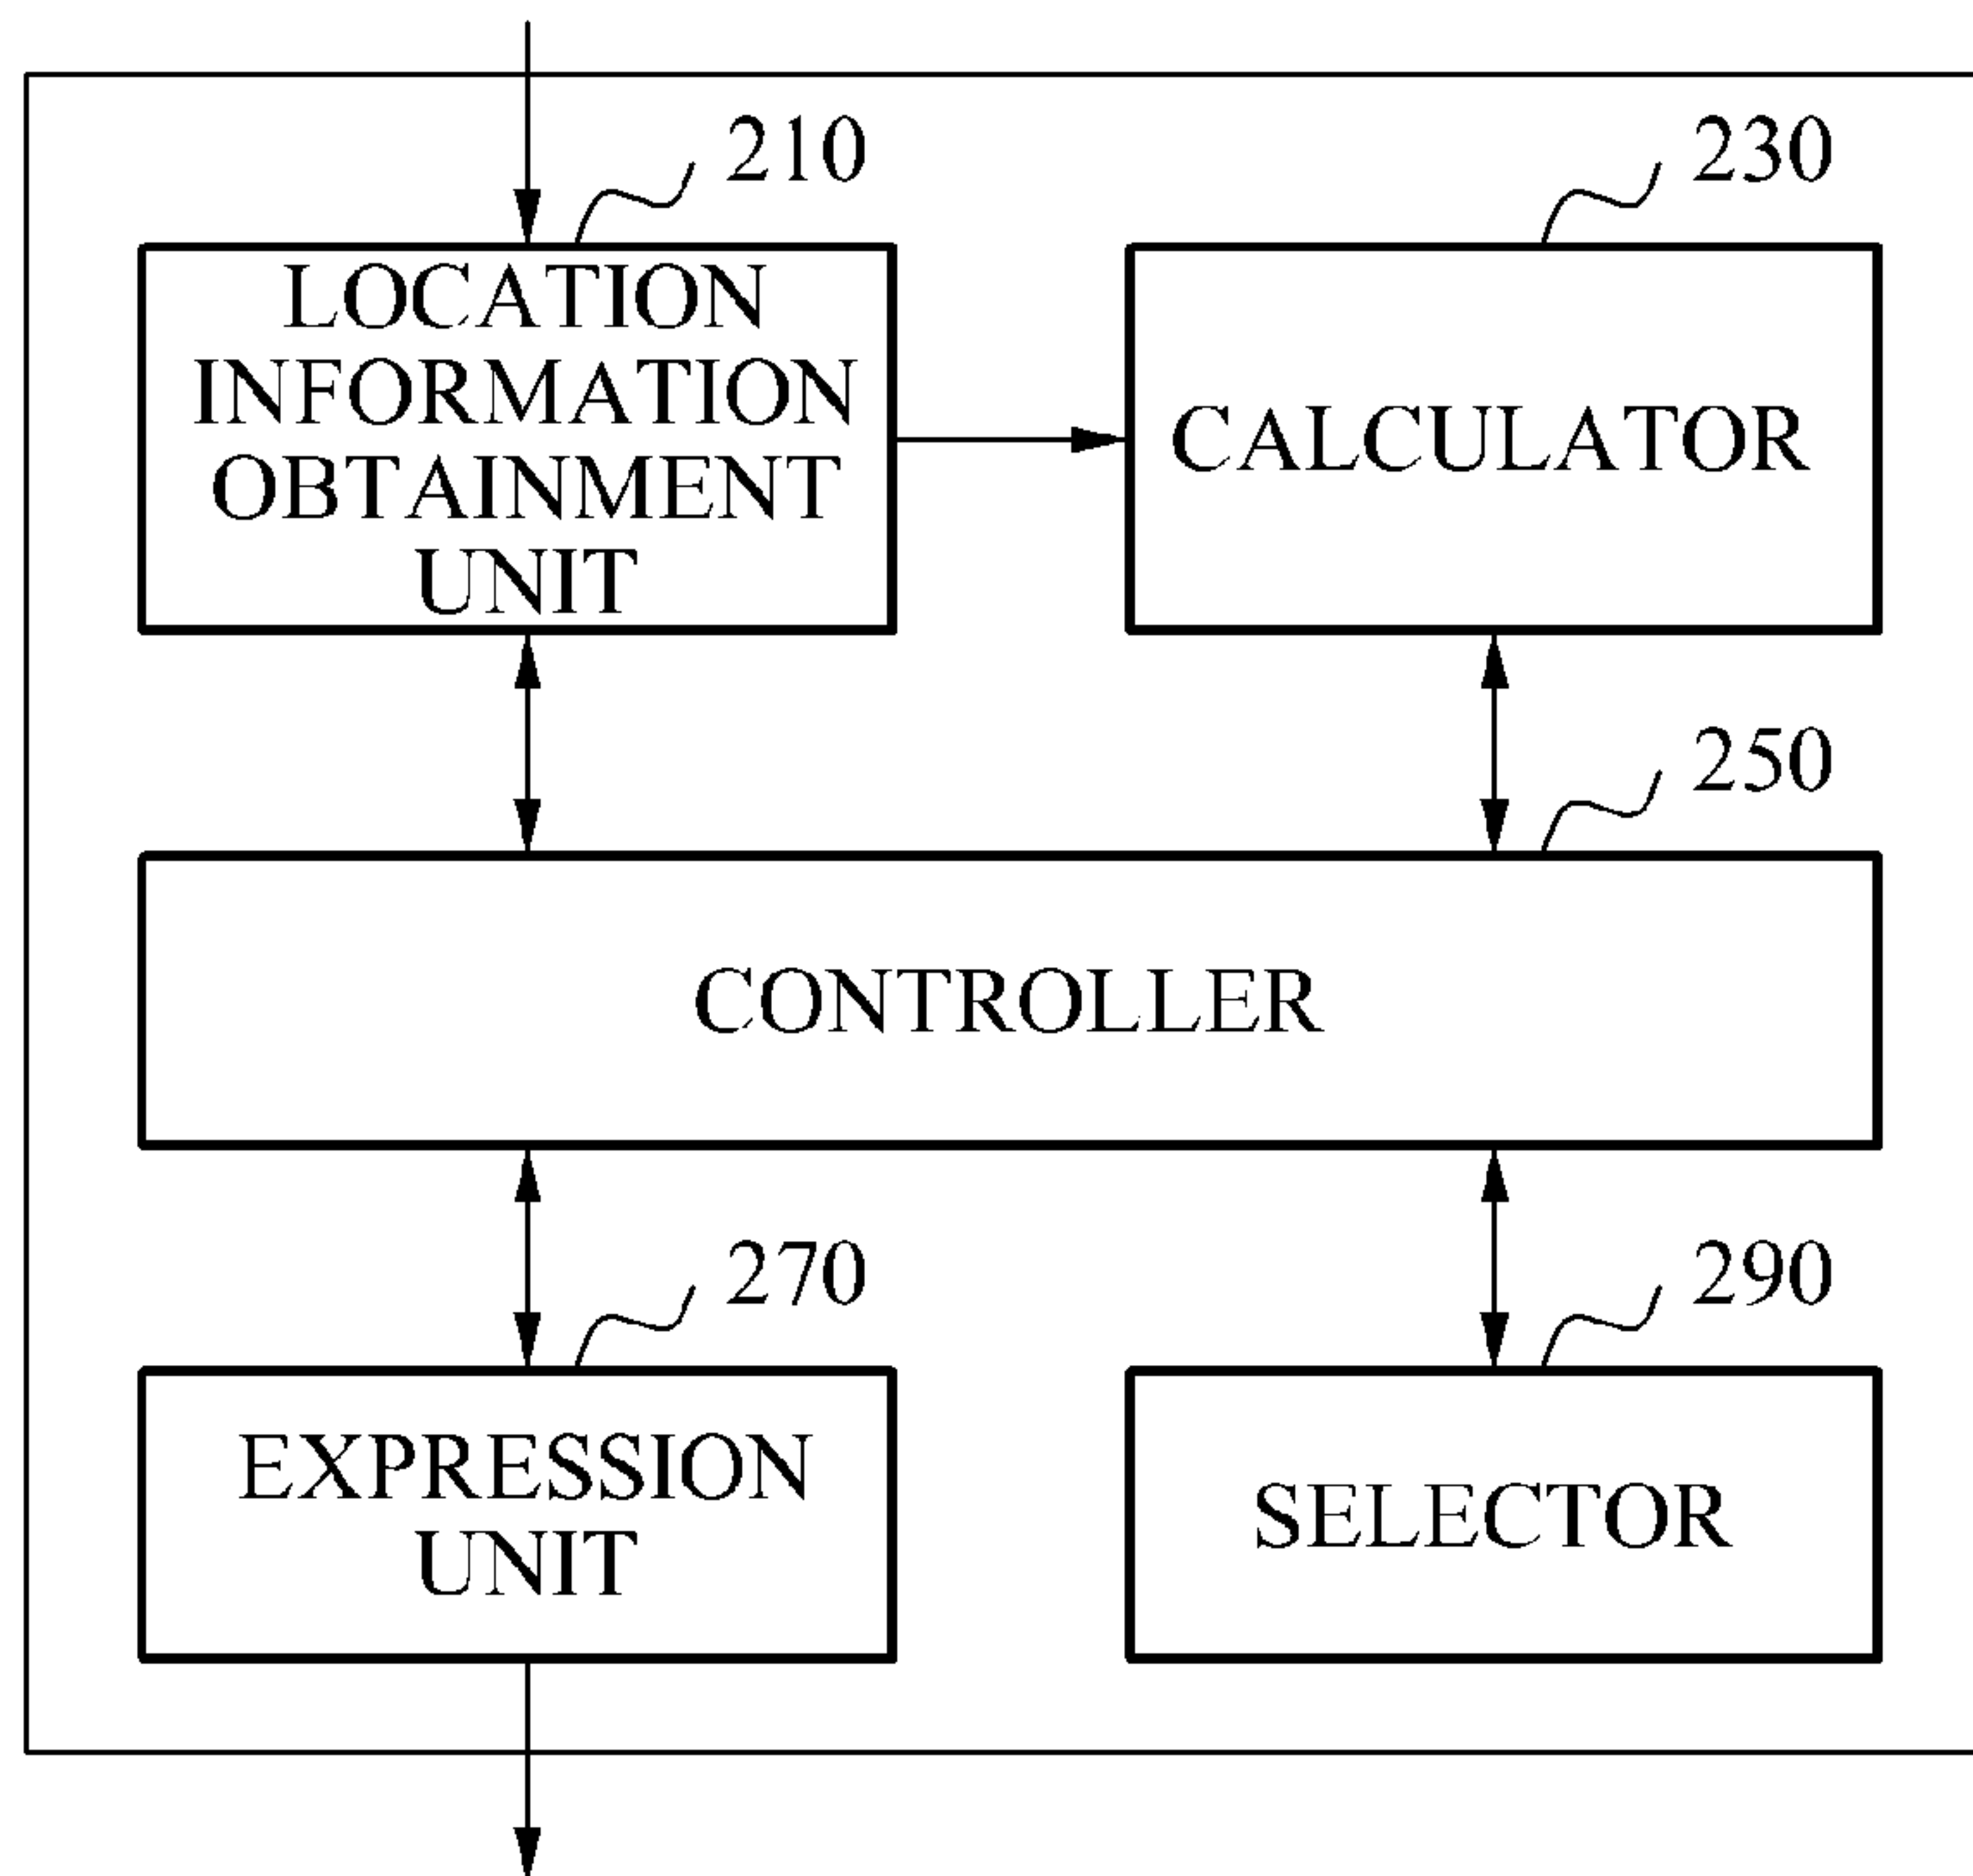 210
230
LOCATION
INFORMATION
OBTAINMENT
UNIT
CALCULATOR
250
CONTROLLER
270
290
EXPRESSION
UNIT
SELECTOR